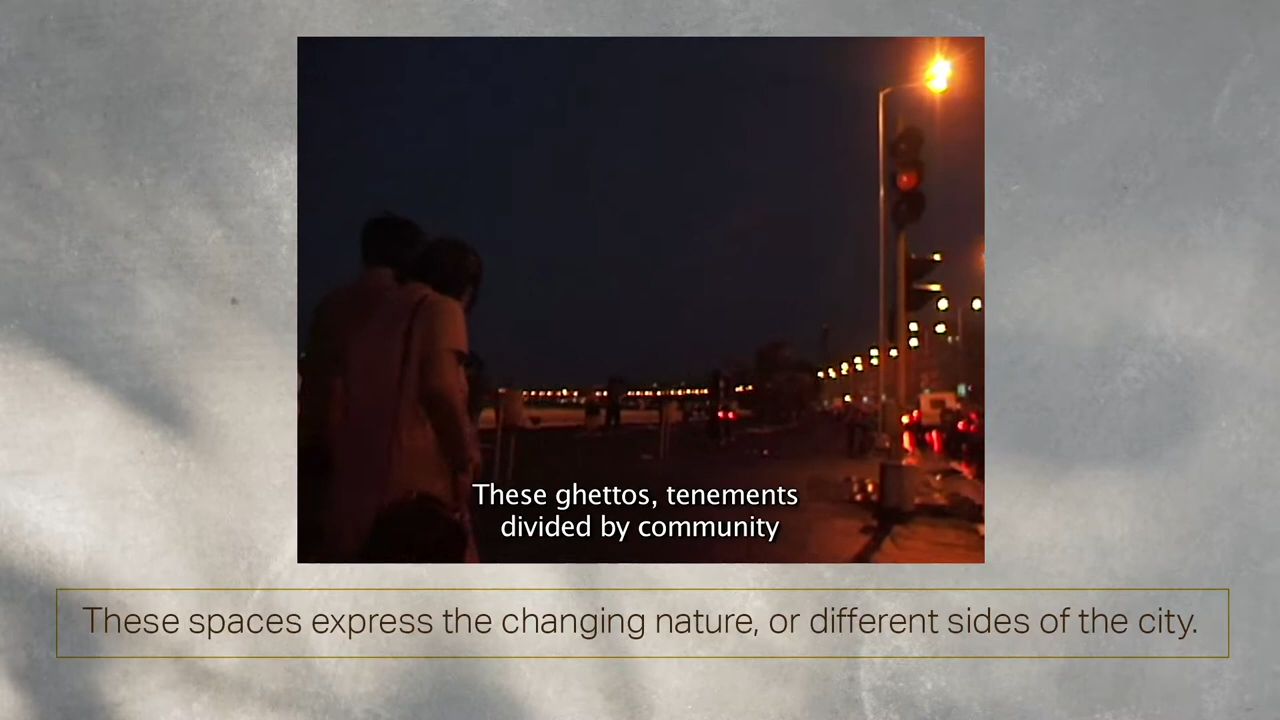 These ghettos, tenements
divided by community
These spaces express the changing nature, or different sides of the city.